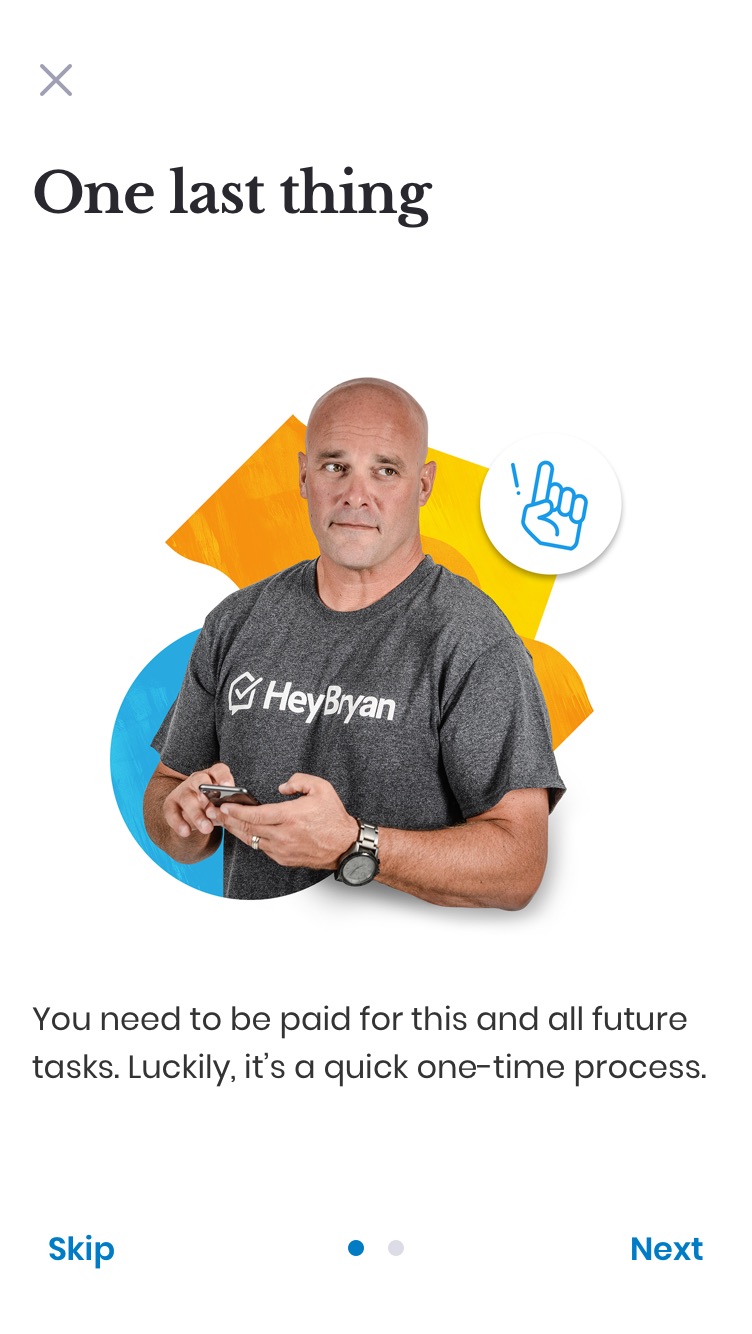 One last thing
HeyBryan
You need to be paid for this and all future
tasks. Luckily, it’s a quick one-time process.
Skip
Next